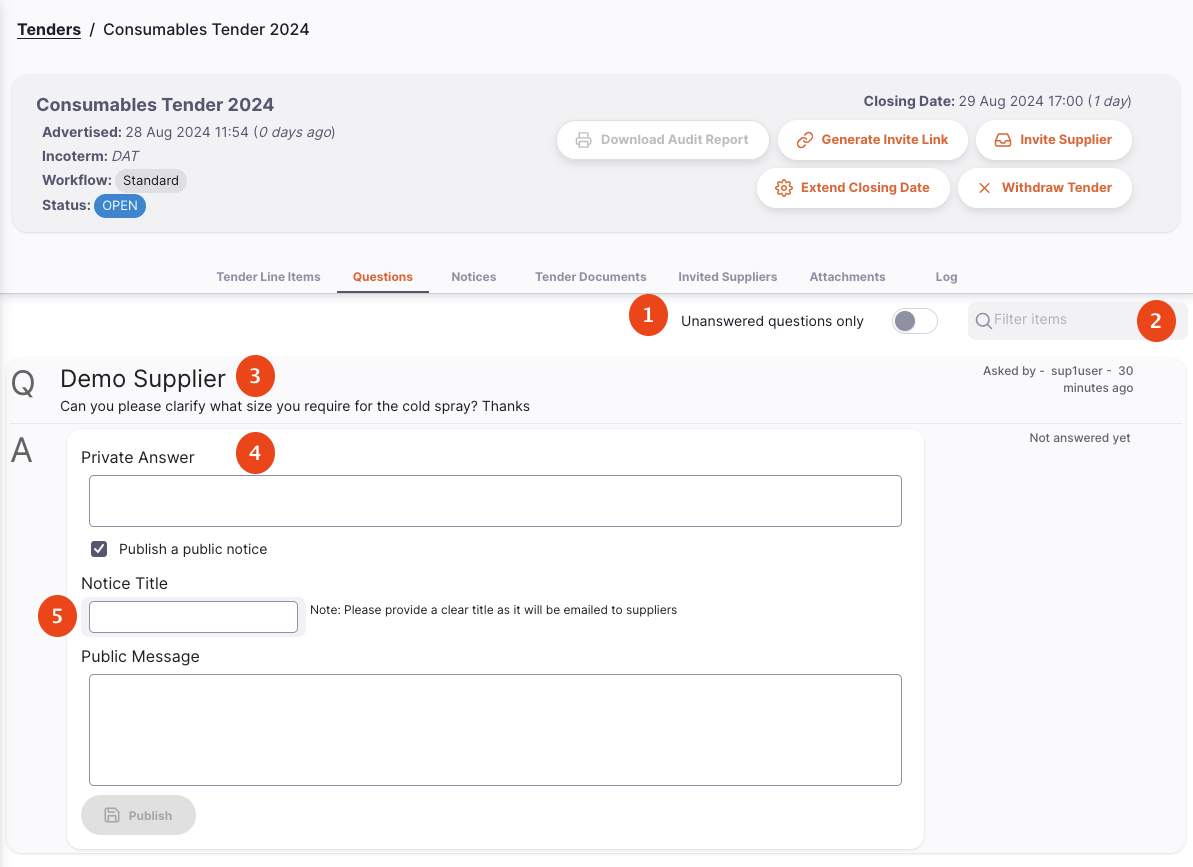 Tenders / Consumables Tender 2024
Consumables Tender 2024
Advertised: 28 Aug 2024 11:54 (0 days ago)
Incoterm: DAT
Workflow: Standard
Status: OPEN
Closing Date: 29 Aug 2024 17:00 (1 day)
Download Audit Report
Generate Invite Link
Invite Supplier
Extend Closing Date
Withdraw Tender
Tender Line Items
Questions
Notices
Tender Documents
Invited Suppliers
Attachments
Log
1
Unanswered questions only
Filter items
2
Q
Demo Supplier
3
Can you please clarify what size you require for the cold spray? Thanks
Asked by - sup1user - 30
minutes ago
A
Private Answer
4
Not answered yet
Publish a public notice
Notice Title
5
Note: Please provide a clear title as it will be emailed to suppliers
Public Message
Publish